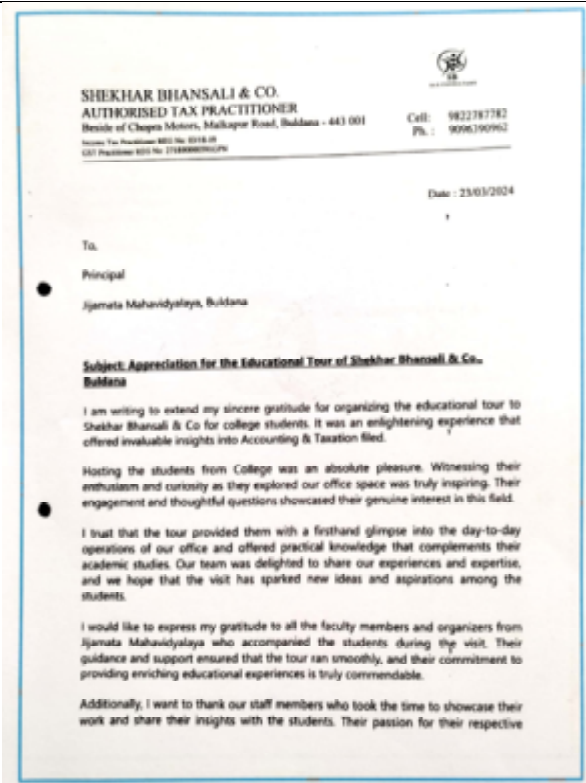 SHEKHAR BHANSALI & CO.
AUTHORISED TAX PRACTITIONER
Beside of Chopra Motors, Malkapur Road, Buldana - 443 001
Cell: 9822787782
Ph. : 9096390962
Date : 23/03/2024
To,
Principal
Jijamata Mahavidyalaya, Buldana
Subject: Appreciation for the Educational Tour of Shekhar Bhansali & Co.,
Buldana
I am writing to extend my sincere gratitude for organizing the educational tour to
Shekhar Bhansali & Co for college students. It was an enlightening experience that
offered invaluable insights into Accounting & Taxation filed.
Hosting the students from College was an absolute pleasure. Witnessing their
enthusiasm and curiosity as they explored our office space was truly inspiring. Their
engagement and thoughtful questions showcased their genuine interest in this field.
I trust that the tour provided them with a firsthand glimpse into the day-to-day
operations of our office and offered practical knowledge that complements their
academic studies. Our team was delighted to share our experiences and expertise,
and we hope that the visit has sparked new ideas and aspirations among the
students.
I would like to express my gratitude to all the faculty members and organizers from
Jijamata Mahavidyalaya who accompanied the students during the visit. Their
guidance and support ensured that the tour ran smoothly, and their commitment to
providing enriching educational experiences is truly commendable.
Additionally, I want to thank our staff members who took the time to showcase their
work and share their insights with the students. Their passion for their respective